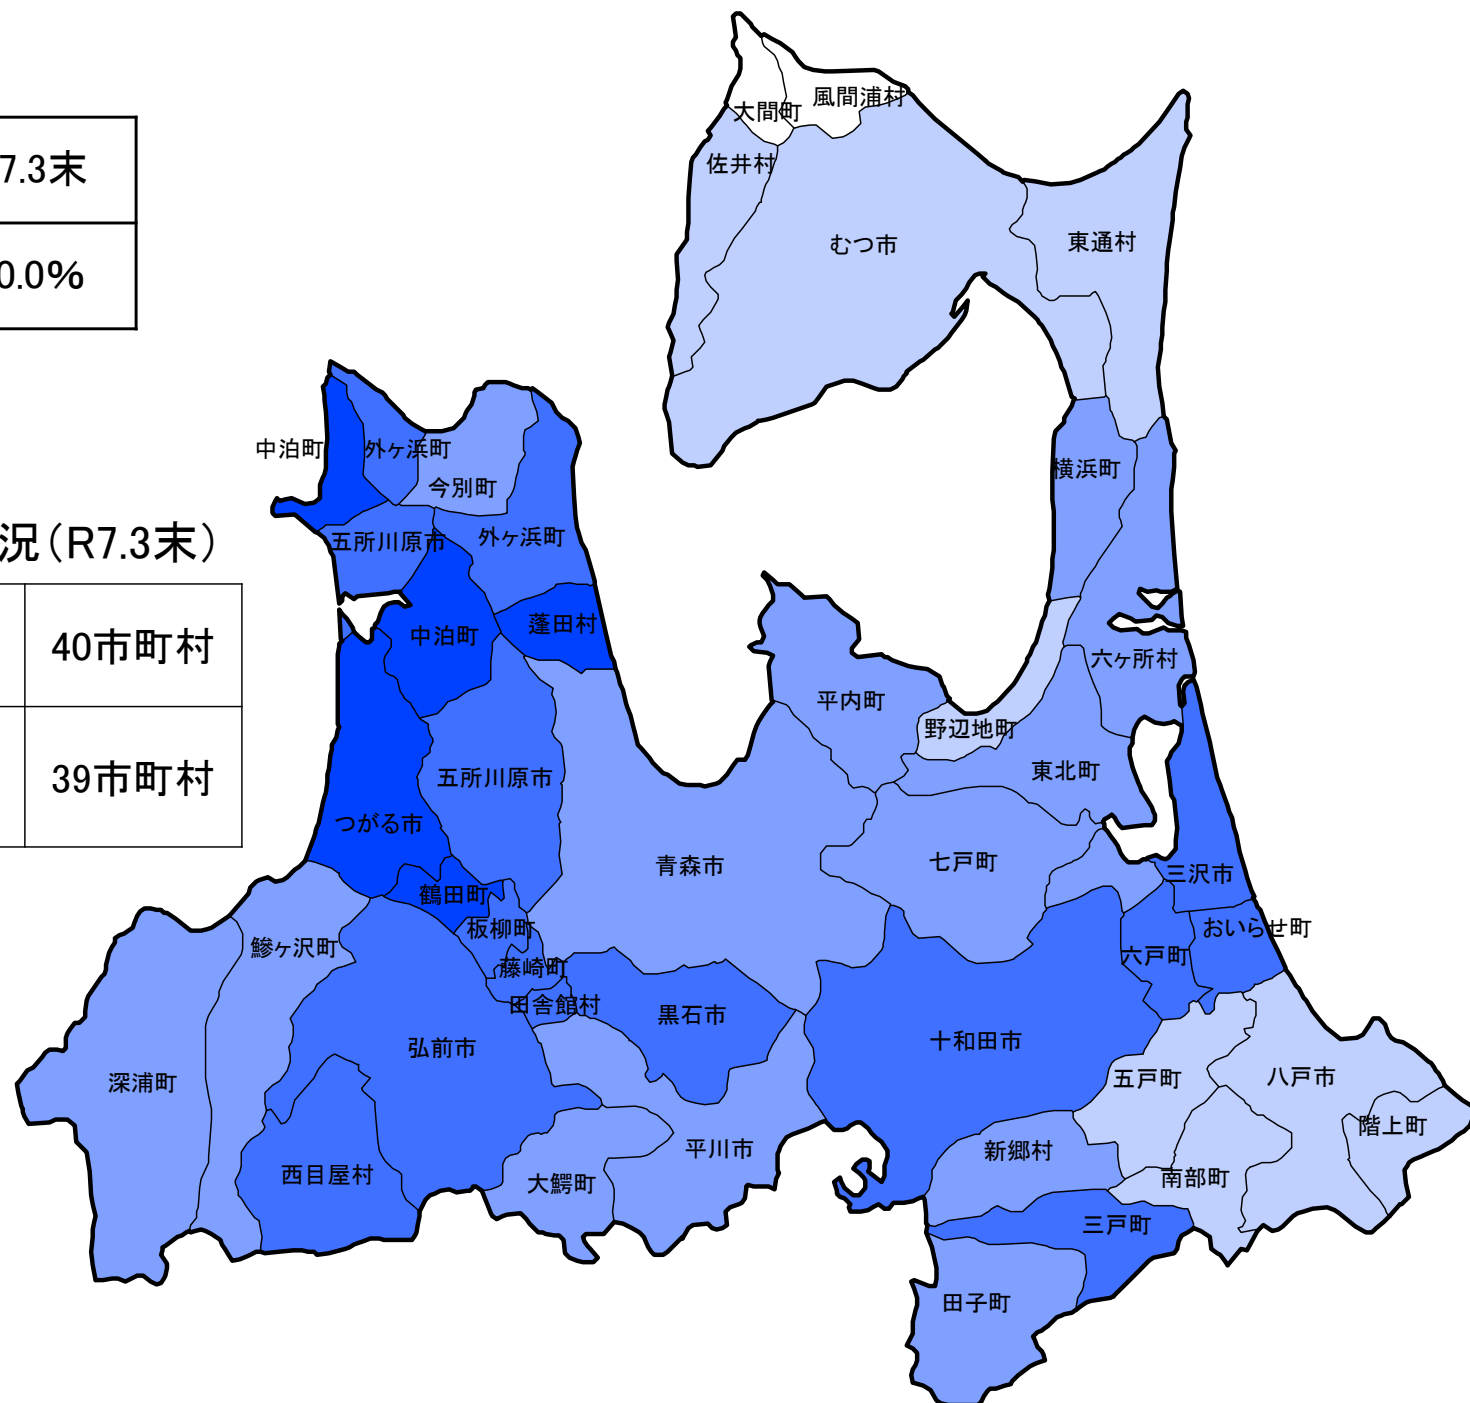 7.3末
0.0%
況（R7.3末）
40市町村
39市町村
大間町
風間浦村
佐井村
むつ市
東通村
中泊町
外ヶ浜町
今別町
横浜町
五所川原市
外ヶ浜町
中泊町
蓬田村
六ヶ所村
平内町
野辺地町
東北町
五所川原市
つがる市
青森市
七戸町
三沢市
鶴田町
板柳町
おいらせ町
鰺ヶ沢町
藤崎町
六戸町
田舎館村
黒石市
十和田市
弘前市
深浦町
五戸町
八戸市
階上町
平川市
新郷村
西目屋村
大鰐町
南部町
三戸町
田子町